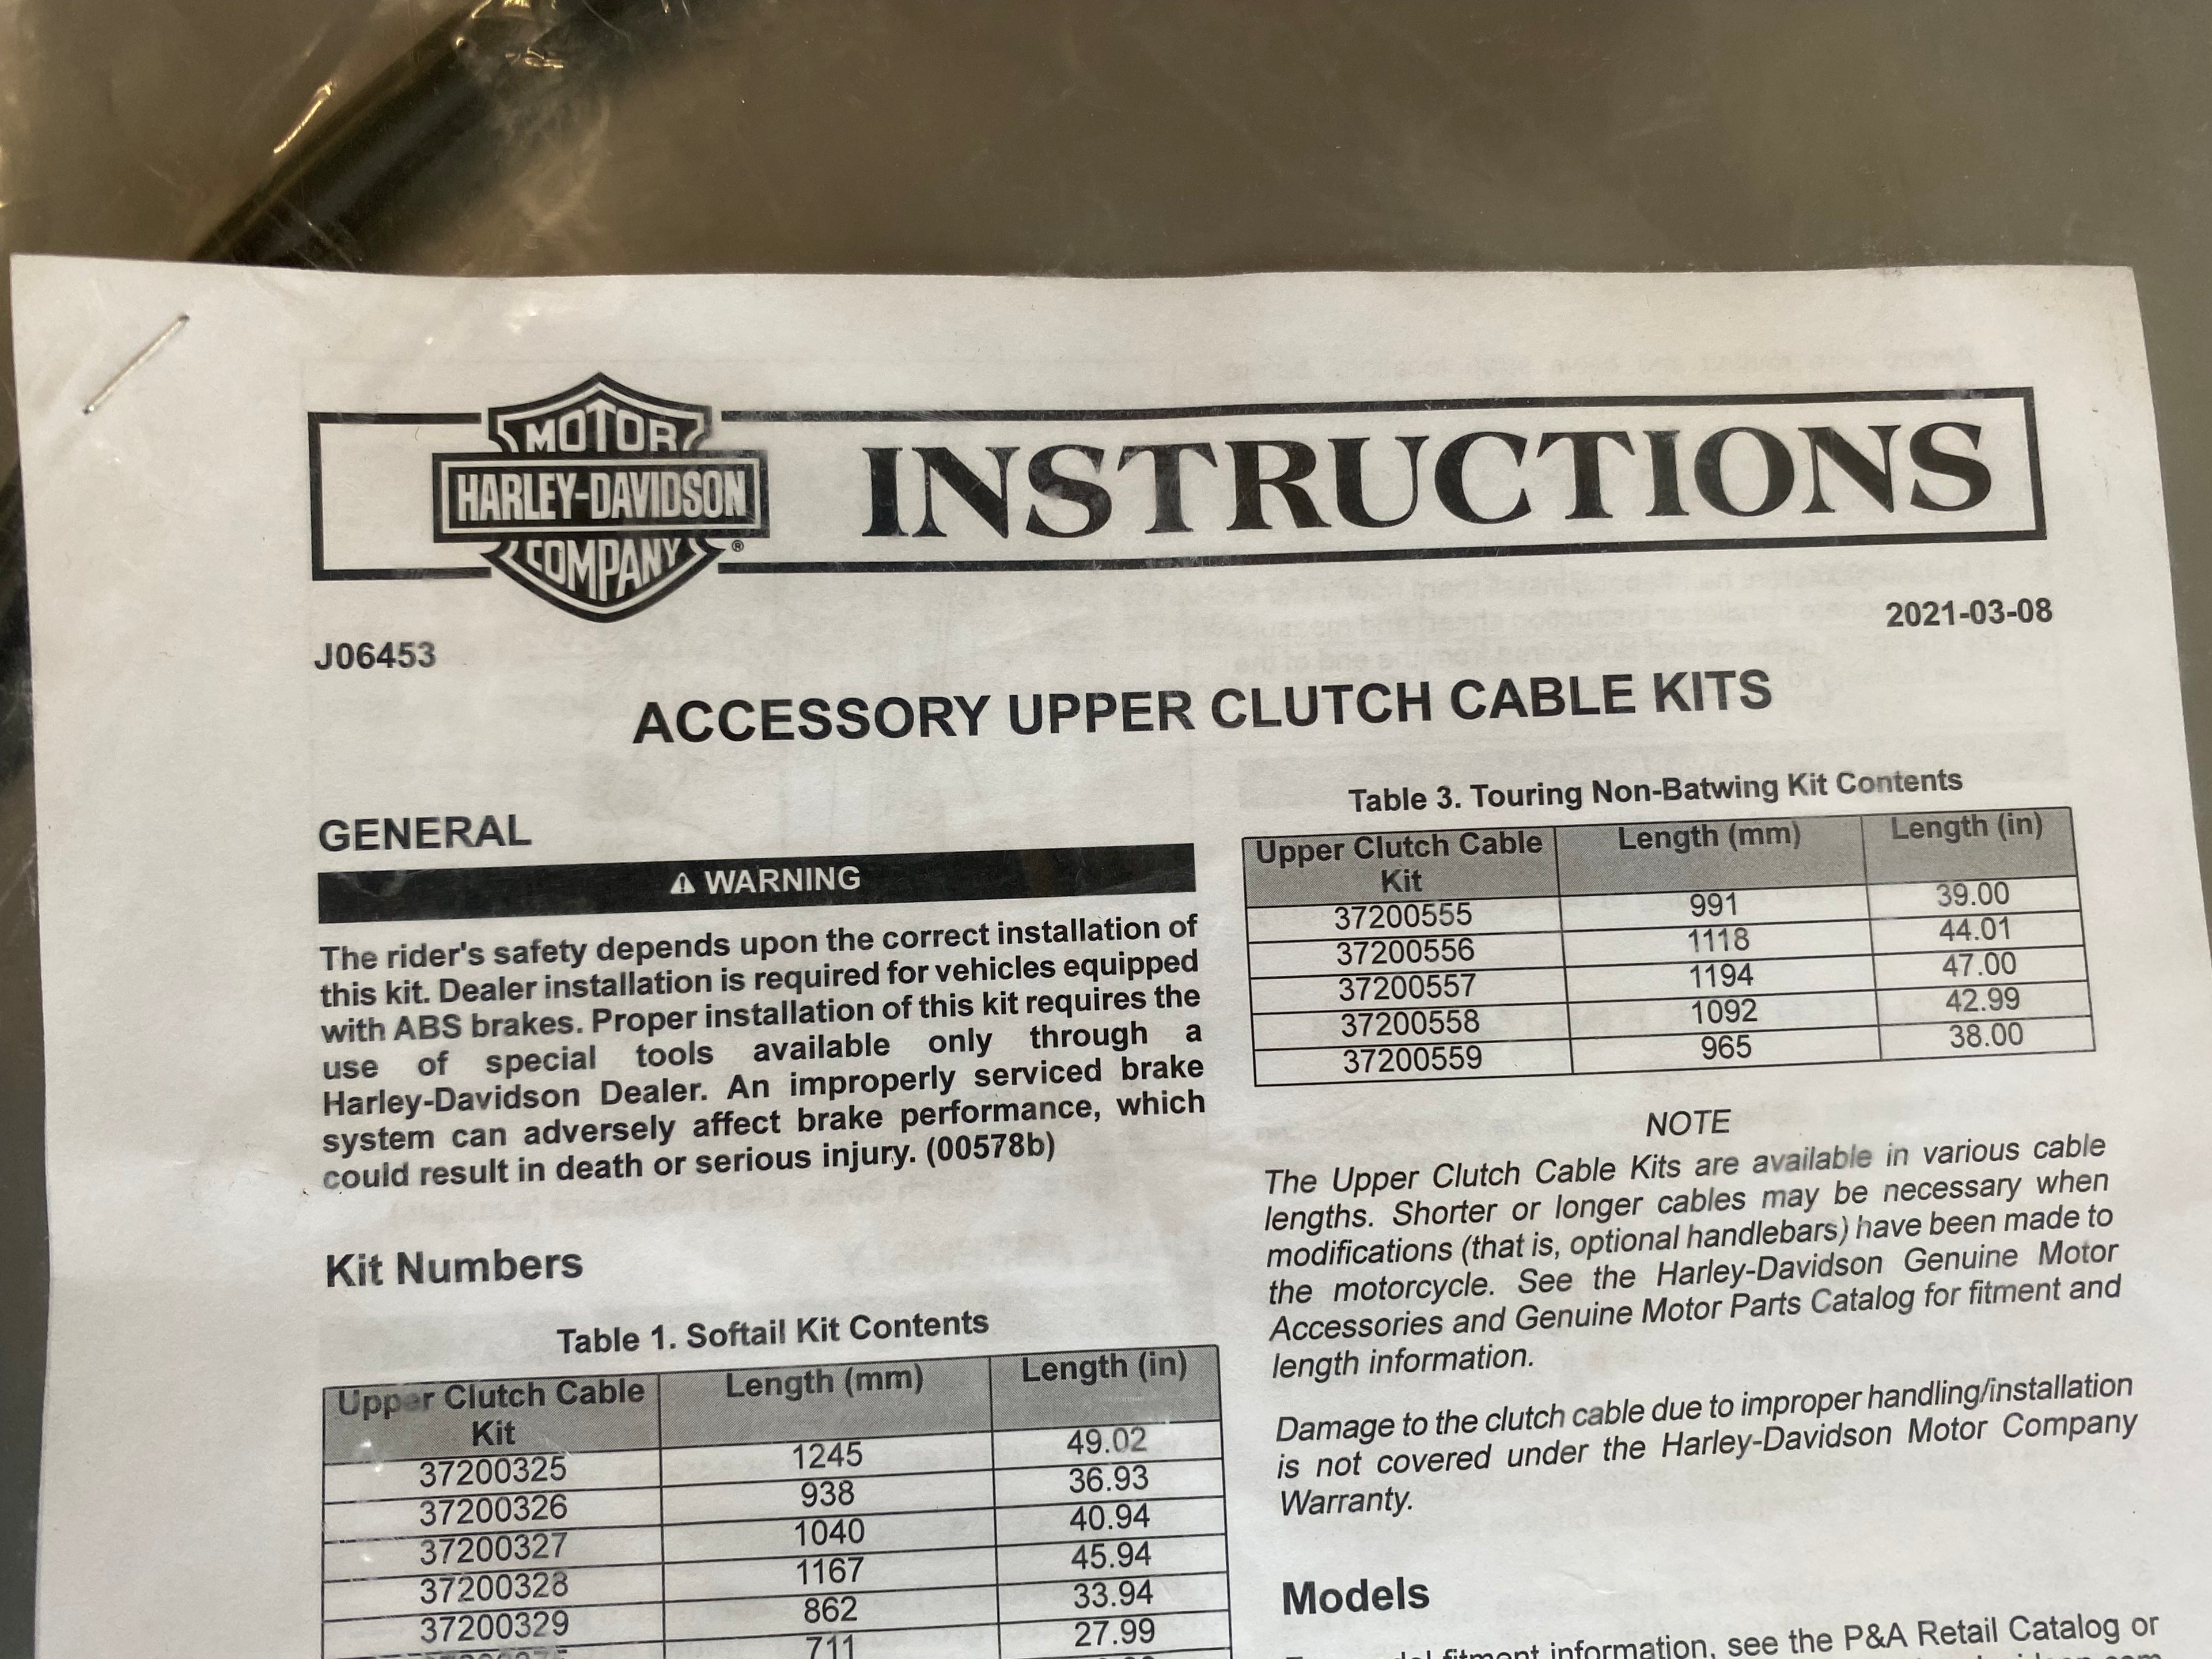 MOTOR
HARLEY-DAVIDSON
COMPANY
®
INSTRUCTIONS
J06453
2021-03-08
ACCESSORY UPPER CLUTCH CABLE KITS
GENERAL
⚠ WARNING
The rider's safety depends upon the correct installation of
this kit. Dealer installation is required for vehicles equipped
with ABS brakes. Proper installation of this kit requires the
use of special tools available only through a
Harley-Davidson Dealer. An improperly serviced brake
system can adversely affect brake performance, which
could result in death or serious injury. (00578b)
Kit Numbers
Table 1. Softail Kit Contents
Upper Clutch Cable Kit Length (mm) Length (in)
37200325 1245 49.02
37200326 938 36.93
37200327 1040 40.94
37200328 1167 45.94
37200329 862 33.94
711 27.99
Table 3. Touring Non-Batwing Kit Contents
Upper Clutch Cable Kit Length (mm) Length (in)
37200555 991 39.00
37200556 1118 44.01
37200557 1194 47.00
37200558 1092 42.99
37200559 965 38.00
NOTE
The Upper Clutch Cable Kits are available in various cable
lengths. Shorter or longer cables may be necessary when
modifications (that is, optional handlebars) have been made to
the motorcycle. See the Harley-Davidson Genuine Motor
Accessories and Genuine Motor Parts Catalog for fitment and
length information.
Damage to the clutch cable due to improper handling/installation
is not covered under the Harley-Davidson Motor Company
Warranty.
Models
fitment information, see the P&A Retail Catalog or